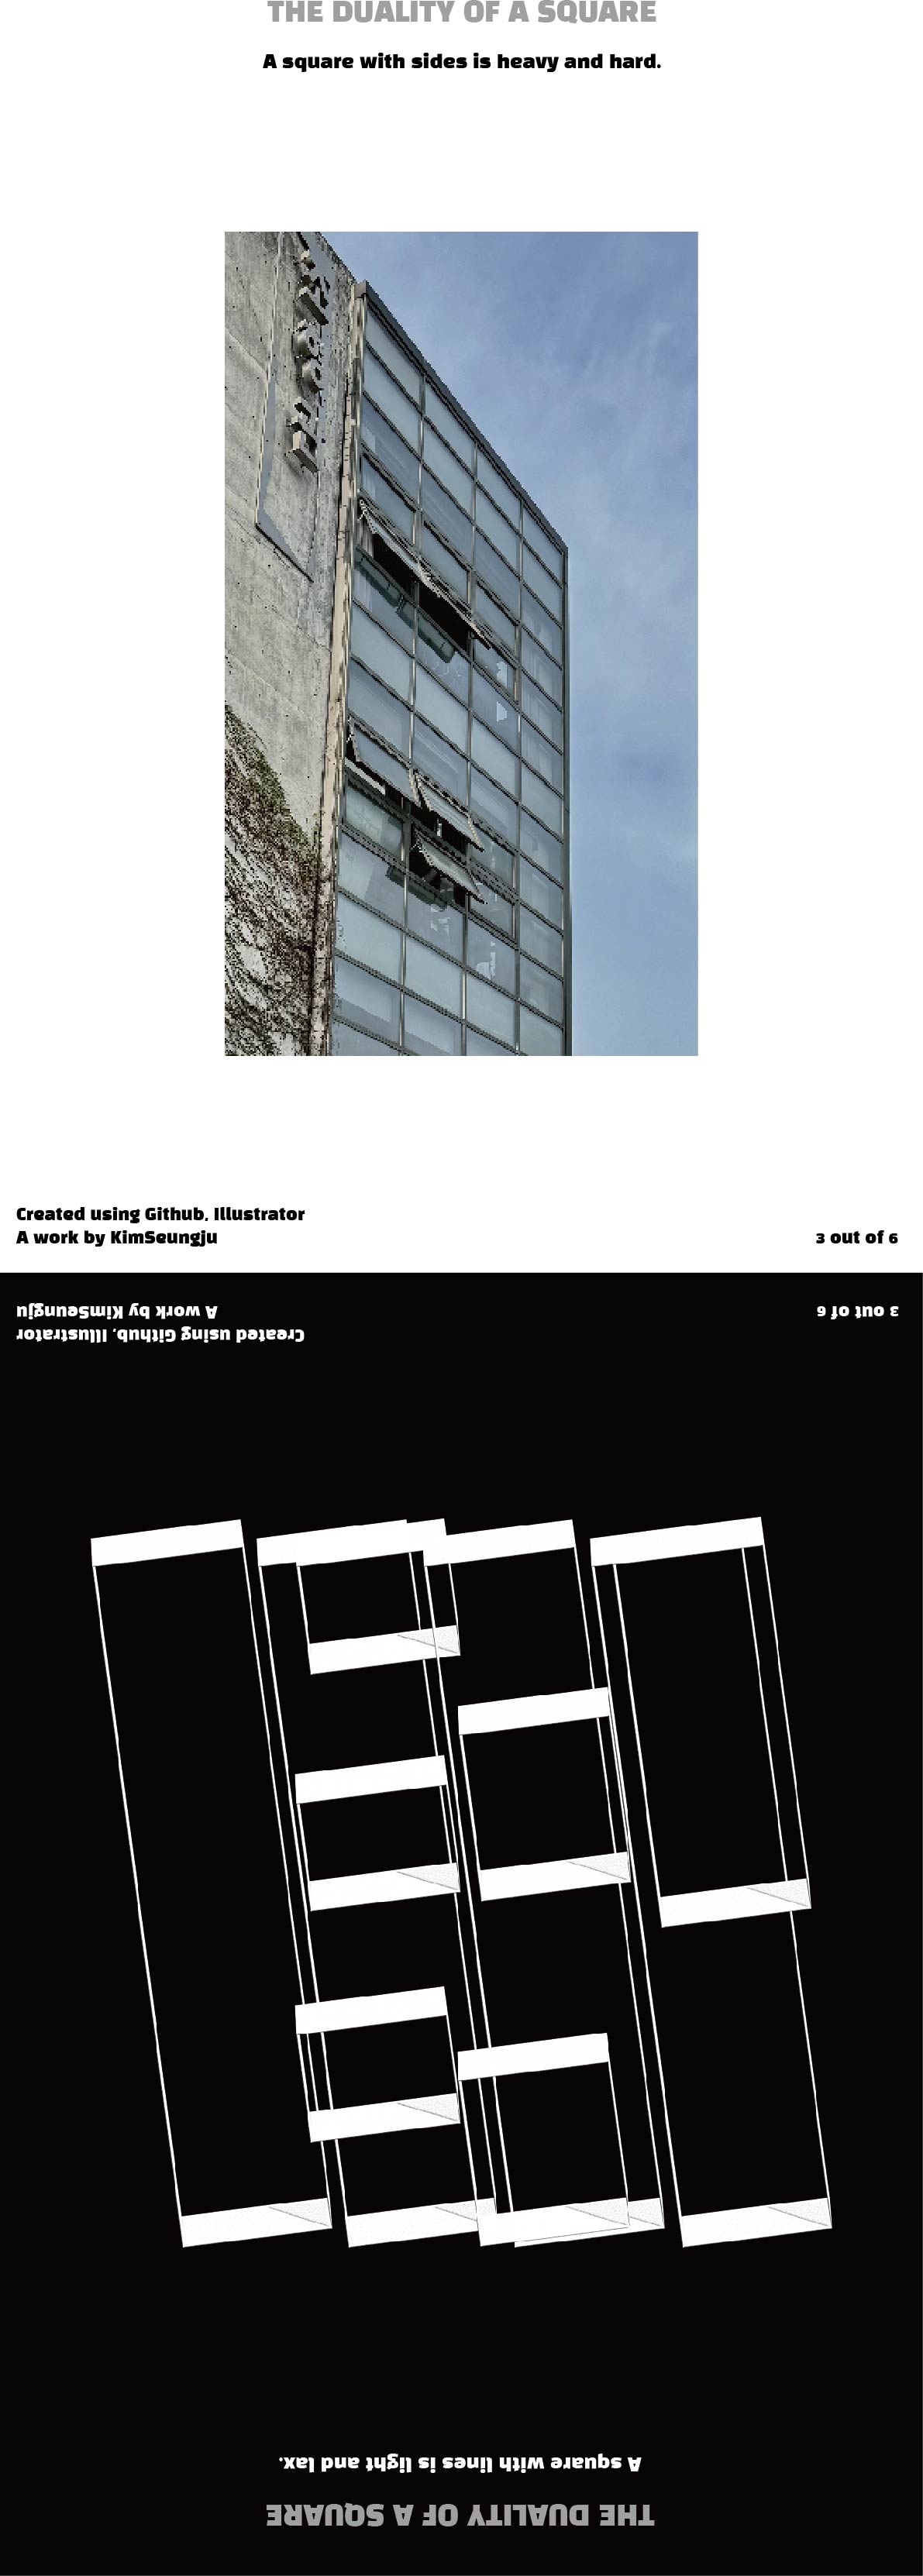 THE DUALITY OF A SQUARE
A square with sides is heavy and hard.
Created using Github, Illustrator
A work by KimSeungju
3 out of 6
A work by KimSeungju
Created using Github, Illustrator
3 out of 6
A square with lines is light and lax.
THE DUALITY OF A SQUARE